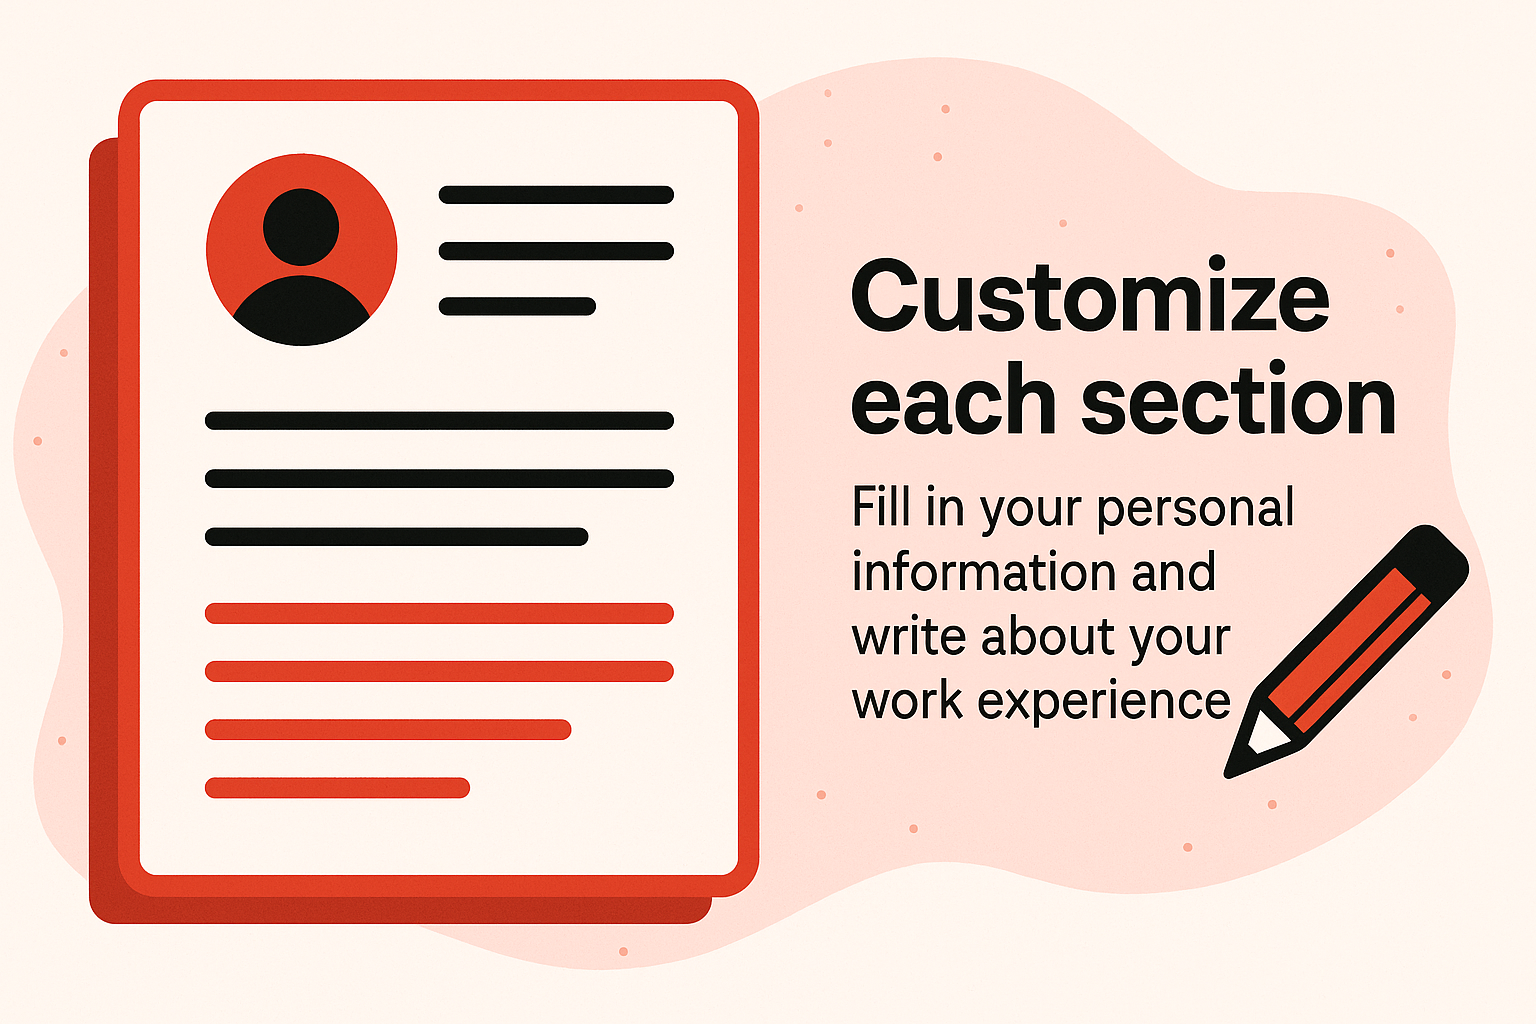 Customize
each section
Fill in your personal
information and
write about your
work experience